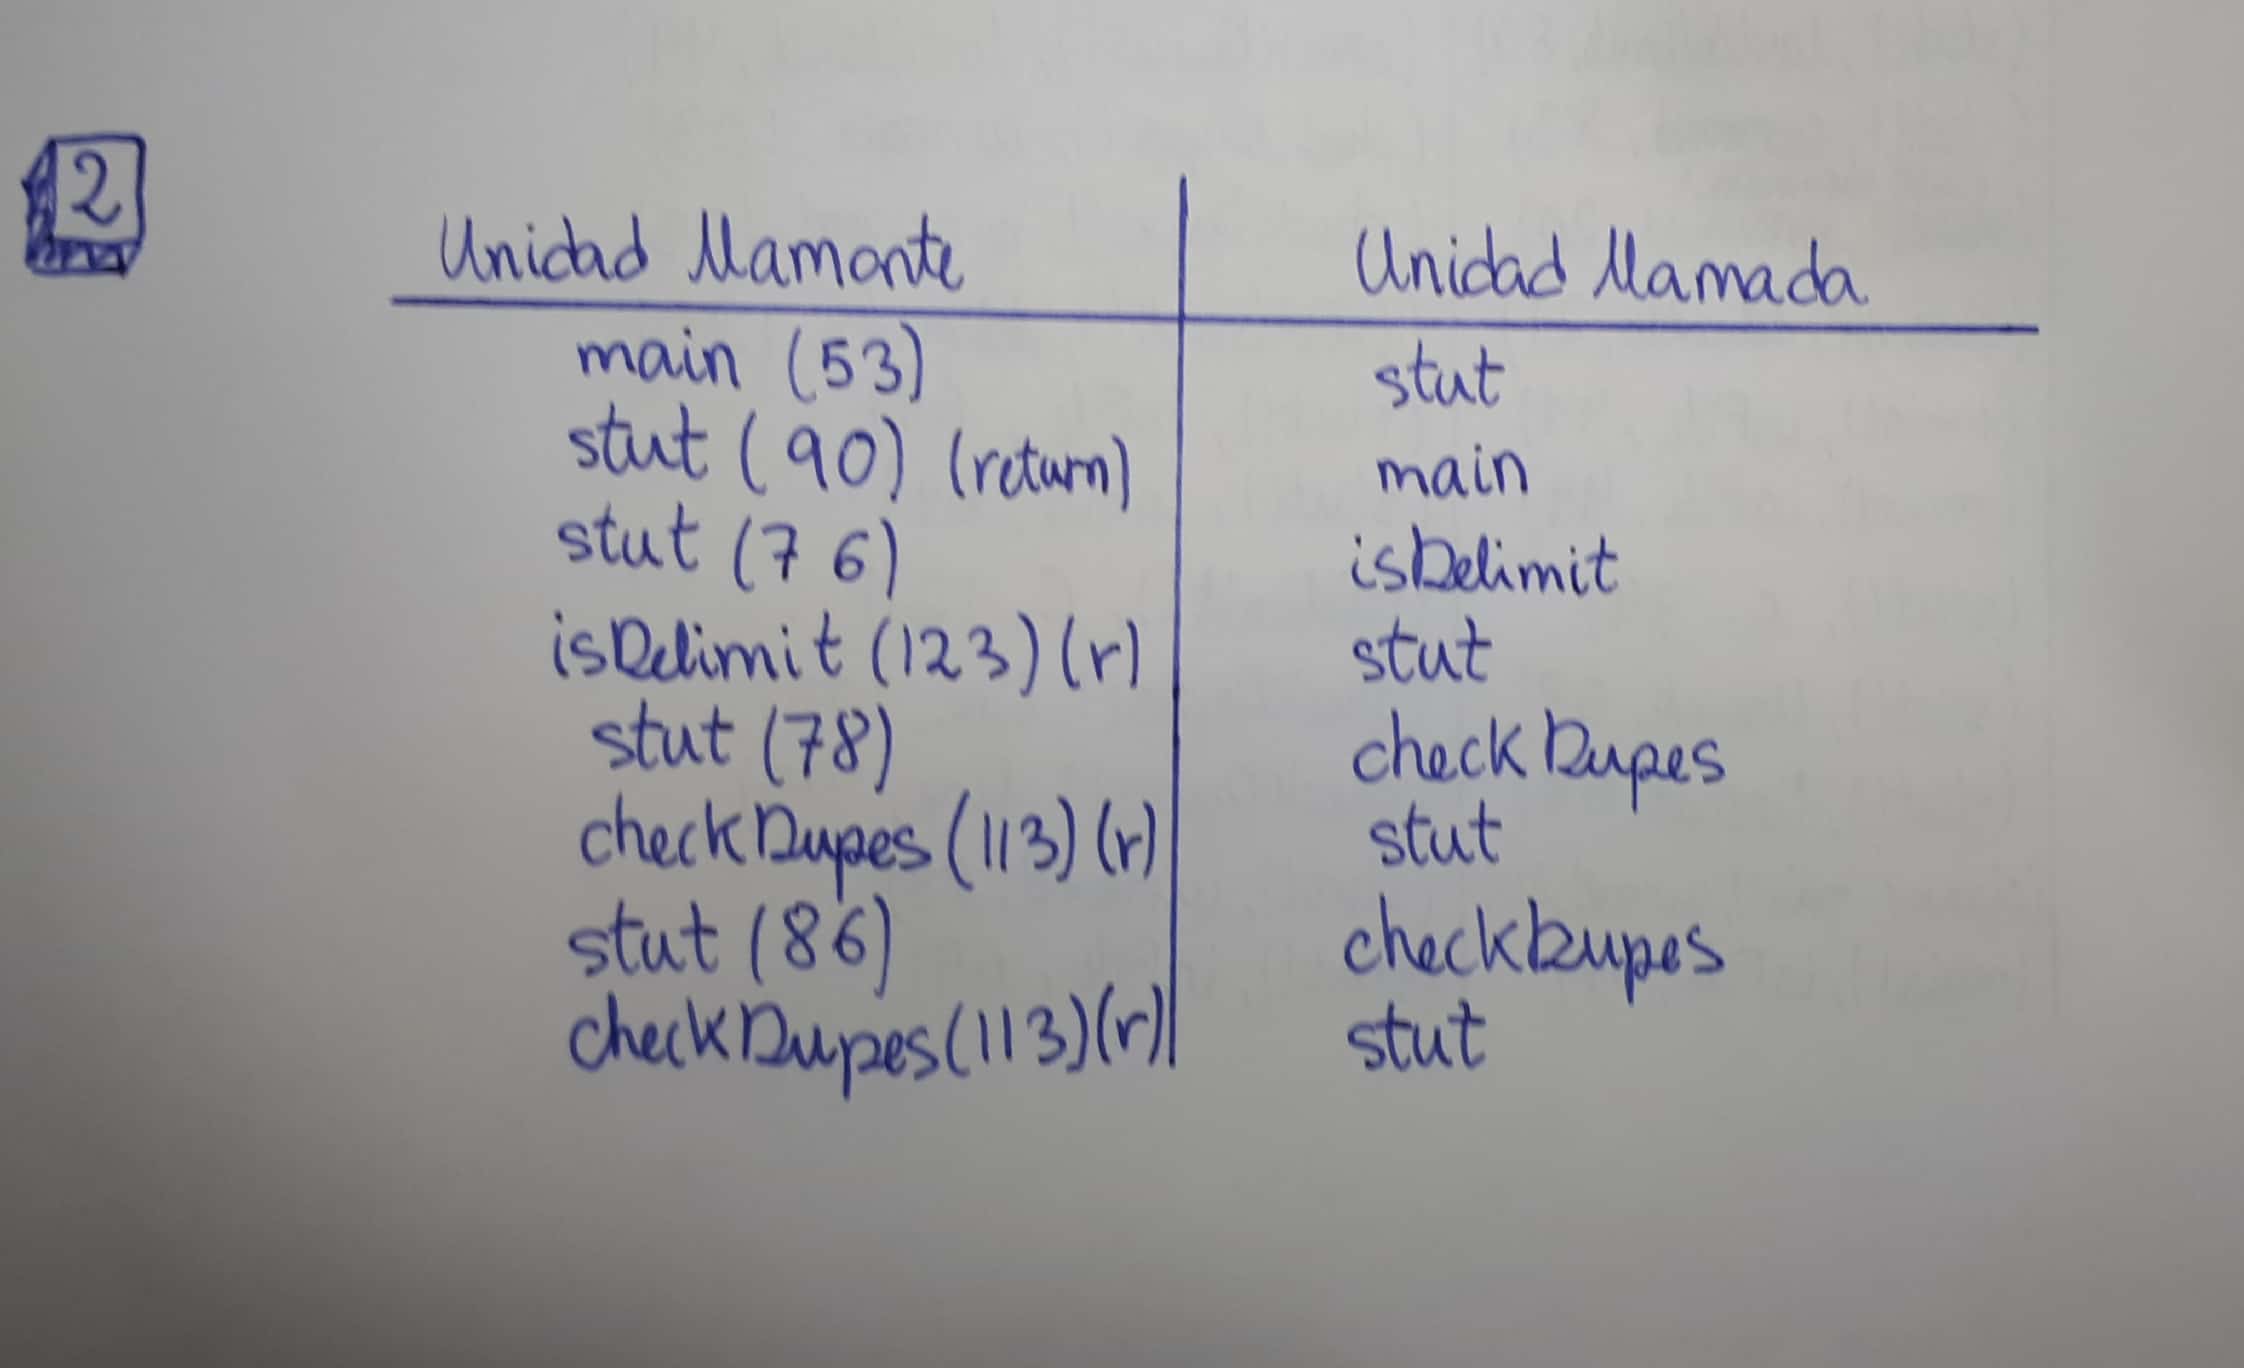 2
Unidad llamante Unidad llamada
main (53) stut
stut (90) (return) main
stut (76) isDelimit
isDelimit (123) (r) stut
stut (78) checkDupes
checkDupes (113) (r) stut
stut (86) checkDupes
checkDupes (113) (r) stut